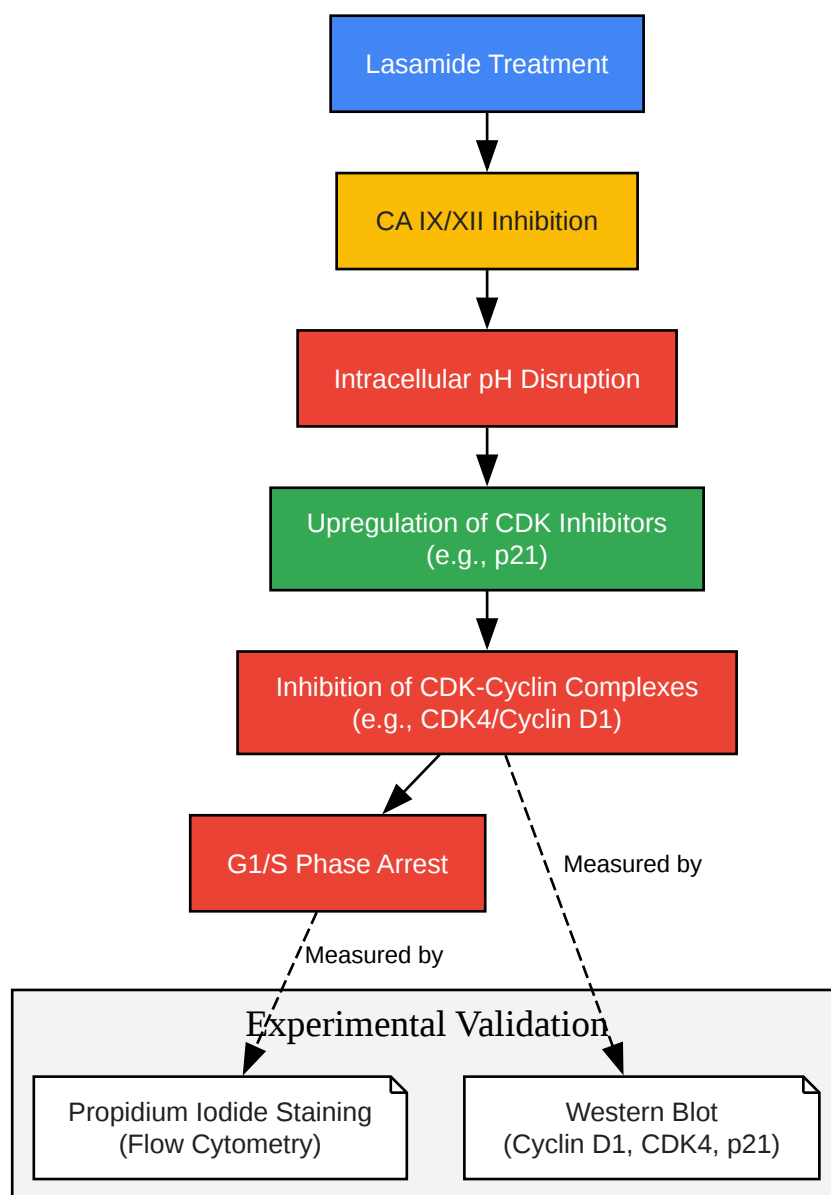 Lasamide Treatment
CA IX/XII Inhibition
Intracellular pH Disruption
Upregulation of CDK Inhibitors
(e.g., p21)
Inhibition of CDK-Cyclin Complexes
(e.g., CDK4/Cyclin D1)
G1/S Phase Arrest
Measured by
Measured by
Experimental Validation
Propidium Iodide Staining
(Flow Cytometry)
Western Blot
(Cyclin D1, CDK4, p21)